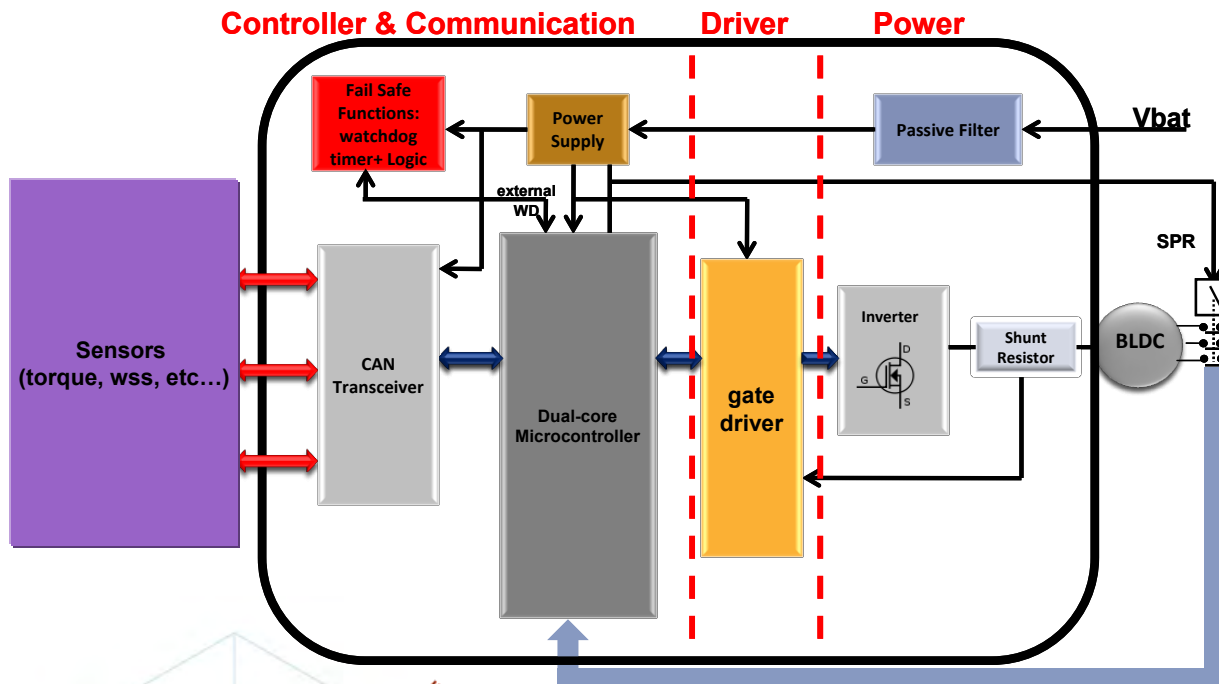 Controller & Communication
Driver
Power
Fail Safe
Functions:
watchdog
timer+ Logic
Power
Supply
Passive Filter
Vbat
external
WD
SPR
Sensors
(torque, wss, etc…)
CAN
Transceiver
Dual-core
Microcontroller
gate
driver
Inverter
D
G
S
Shunt
Resistor
BLDC